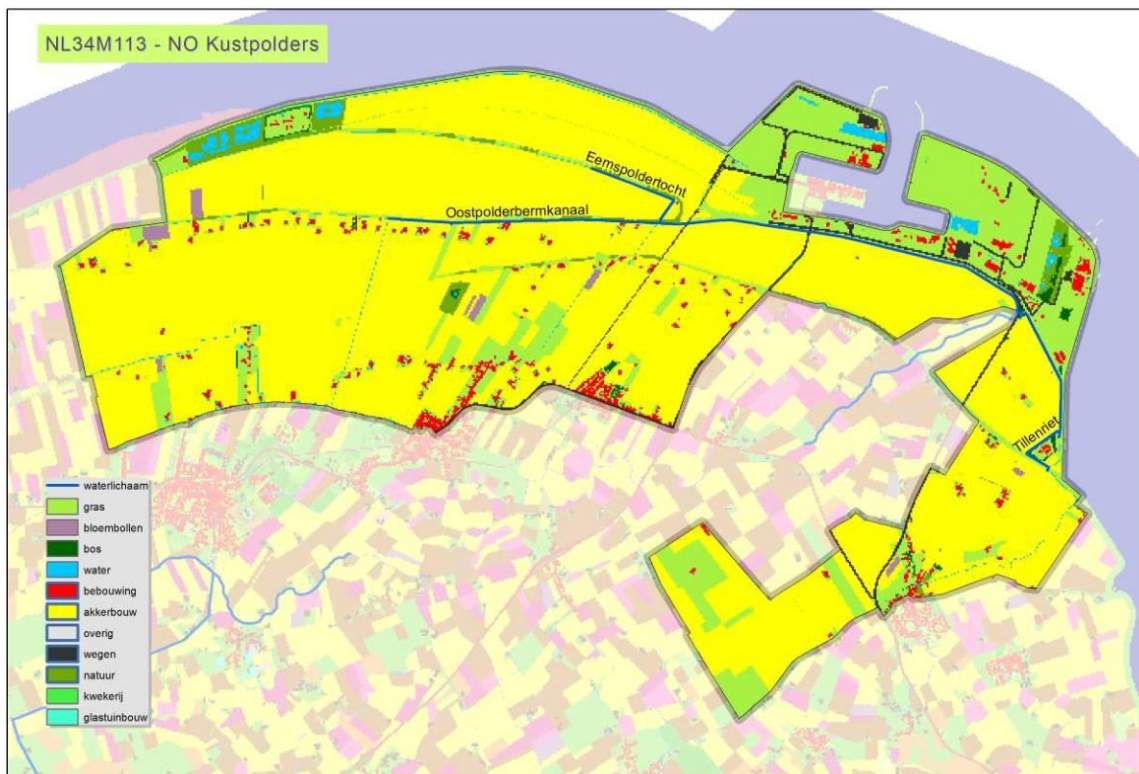 NL34M113 - NO Kustpolders
Eemspoldertocht
Oostpolderbermkanaal
Tillenriet
waterlichaam
gras
bloembollen
bos
water
bebouwing
akkerbouw
overig
wegen
natuur
kwekerij
glastuinbouw